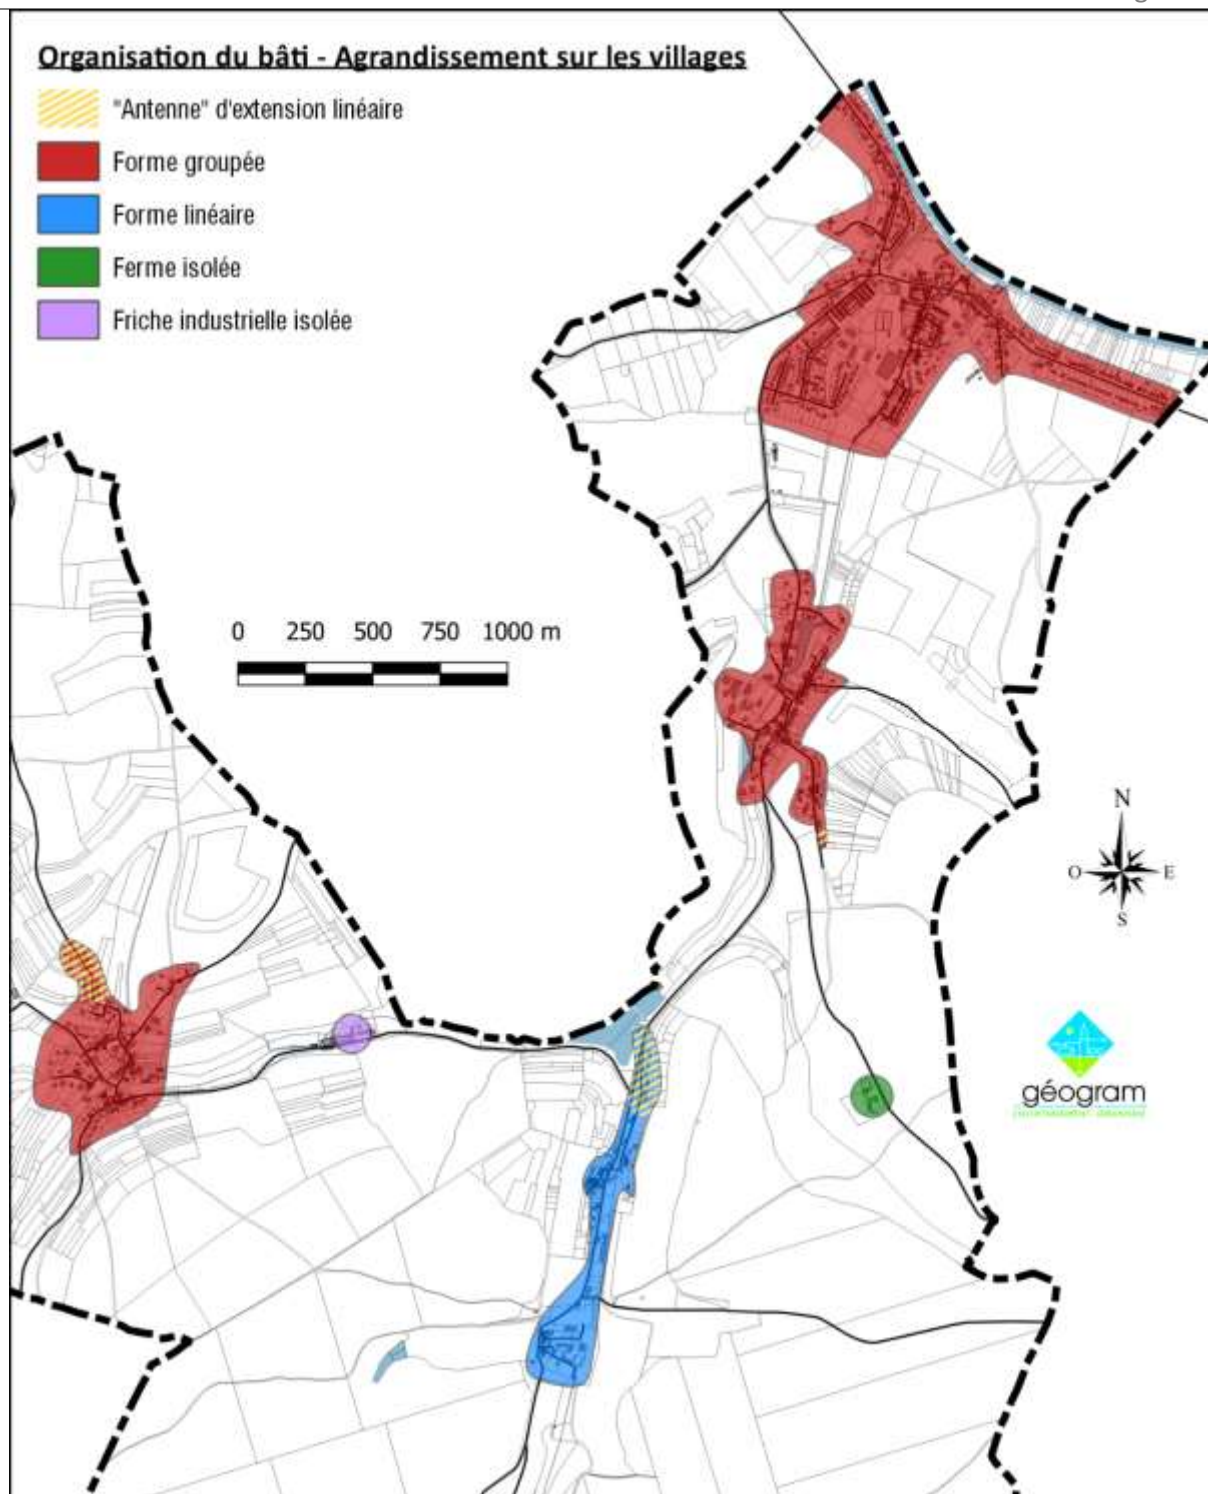 Organisation du bâti - Agrandissement sur les villages
"Antenne" d'extension linéaire
Forme groupée
Forme linéaire
Ferme isolée
Friche industrielle isolée
0 250 500 750 1000 m
N
O E
S
géogram